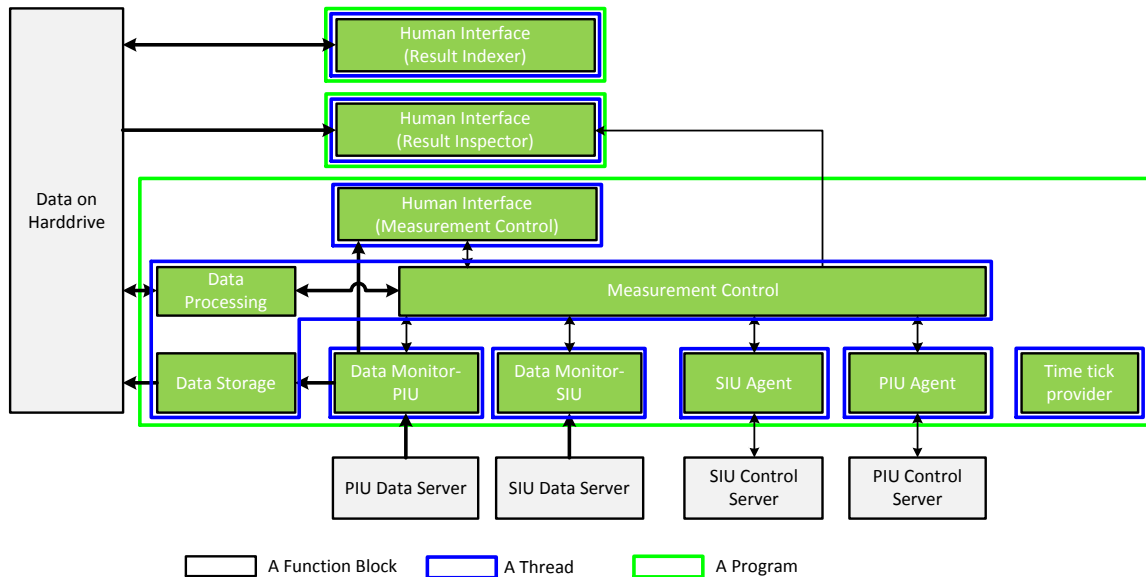 Human Interface
(Result Indexer)
Human Interface
(Result Inspector)
Data on
Harddrive
Human Interface
(Measurement Control)
Data
Processing
Measurement Control
Data Storage
Data Monitor-
PIU
Data Monitor-
SIU
SIU Agent
PIU Agent
Time tick
provider
PIU Data Server
SIU Data Server
SIU Control
Server
PIU Control
Server
A Function Block
A Thread
A Program